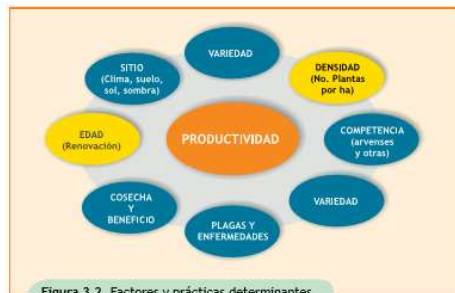 VARIEDAD
SITIO
(Clima, suelo,
sol, sombra)
DENSIDAD
(No. Plantas
por ha)
EDAD
(Renovación)
PRODUCTIVIDAD
COMPETENCIA
(arvenses
y otras)
COSECHA
Y
BENEFICIO
PLAGAS Y
ENFERMEDADES
VARIEDAD
Figura 3.2. Factores y prácticas determinantes